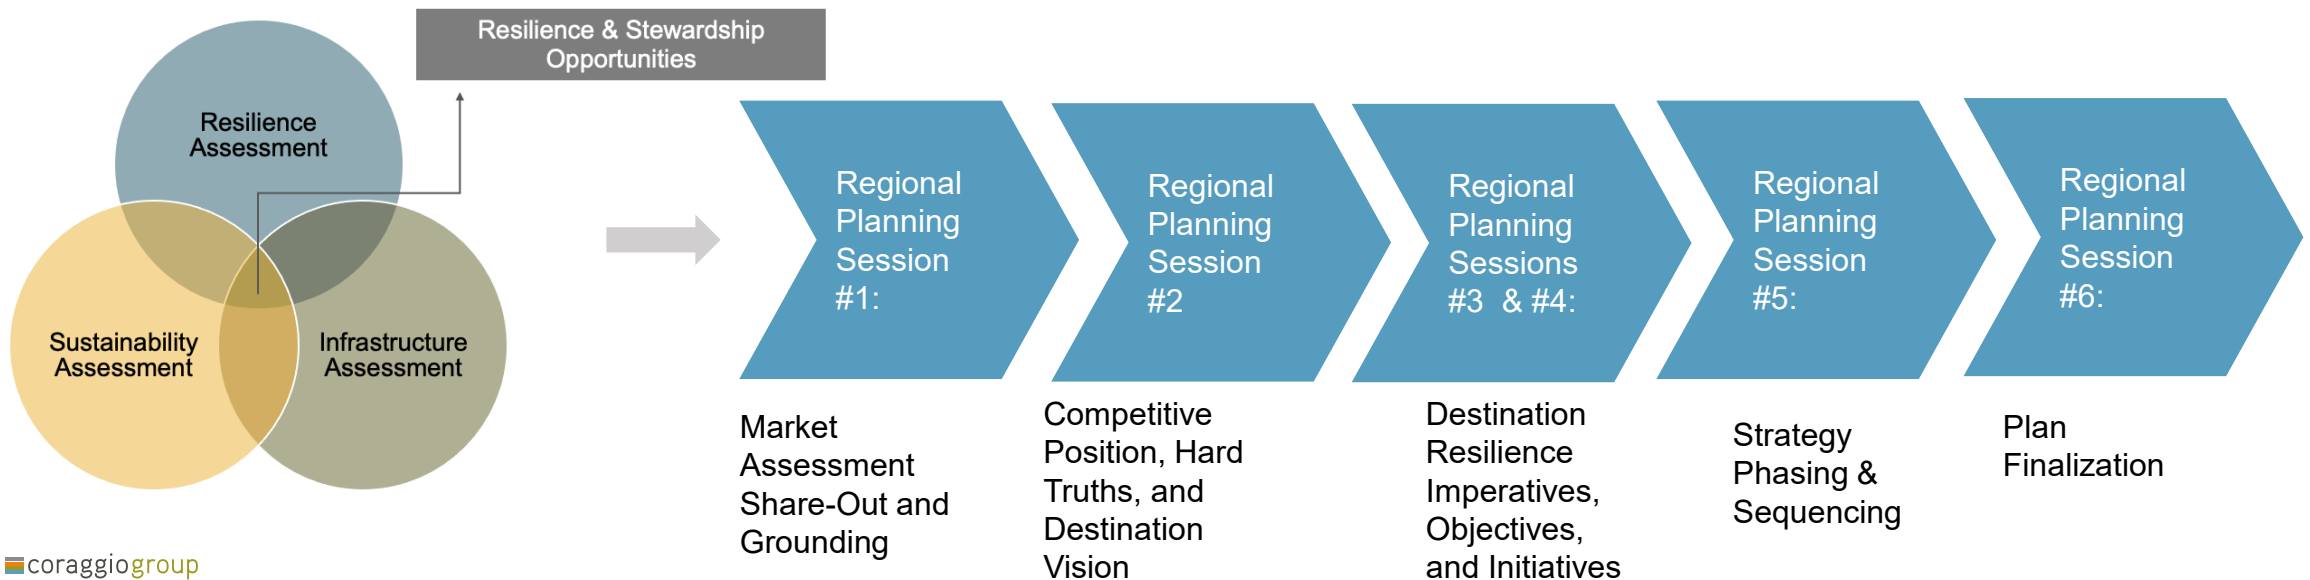 Resilience & Stewardship
Opportunities
Resilience
Assessment
Sustainability
Assessment
Infrastructure
Assessment
Regional
Planning
Session
#1:
Regional
Planning
Session
#2
Regional
Planning
Sessions
#3 & #4:
Regional
Planning
Session
#5:
Regional
Planning
Session
#6:
Market
Assessment
Share-Out and
Grounding
Competitive
Position, Hard
Truths, and
Destination
Vision
Destination
Resilience
Imperatives,
Objectives,
and Initiatives
Strategy
Phasing &
Sequencing
Plan
Finalization
coraggiogroup